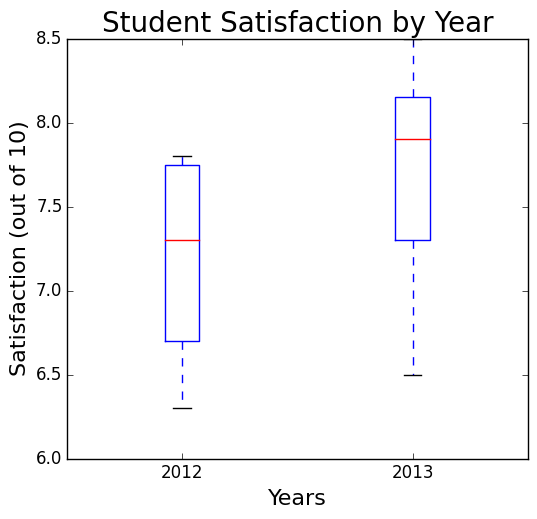 Student Satisfaction by Year
8.5
8.0
7.5
7.0
6.5
6.0
Satisfaction (out of 10)
2012 2013
Years